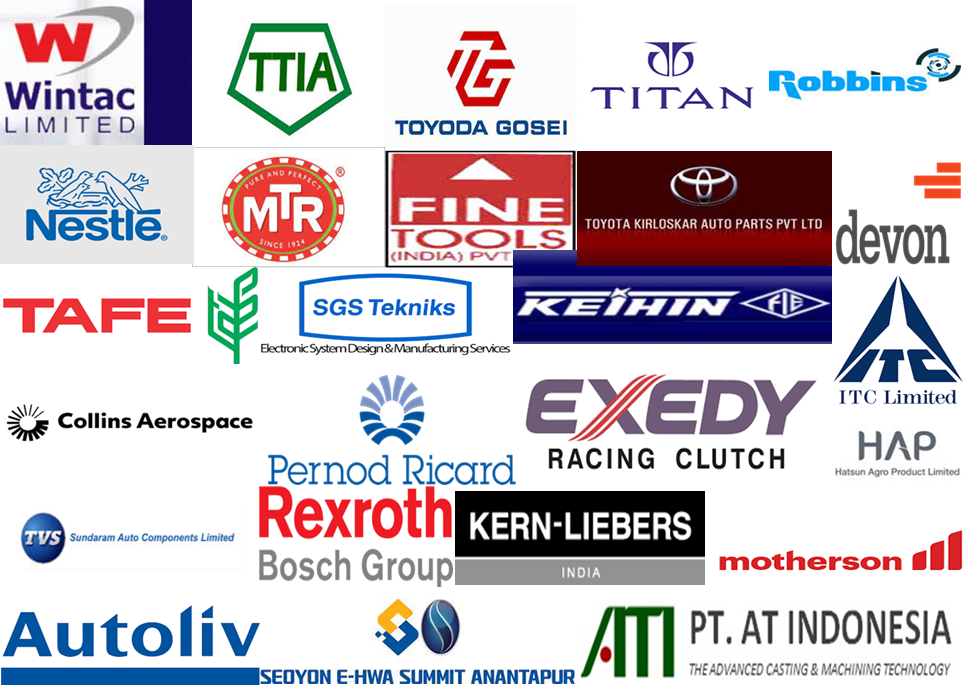 W
Wintac
LIMITED
TTIA
TOYODA GOSEI
TITAN
Robbins
Nestlé®
PURE AND PERFECT
MTR®
SINCE 1924
FINE
TOOLS
(INDIA) PVT
TOYOTA KIRLOSKAR AUTO PARTS PVT LTD
devon
TAFE
SGS Tekniks
Electronic System Design & Manufacturing Services
KEIHIN FIE
ITC
ITC Limited
Collins Aerospace
Pernod Ricard
EXEDY
RACING CLUTCH
HAP
Hatsun Agro Product Limited
TVS Sundaram Auto Components Limited
Rexroth
Bosch Group
KERN-LIEBERS
INDIA
motherson
Autoliv
SEOYON E-HWA SUMMIT ANANTAPUR
ATI PT. AT INDONESIA
THE ADVANCED CASTING & MACHINING TECHNOLOGY